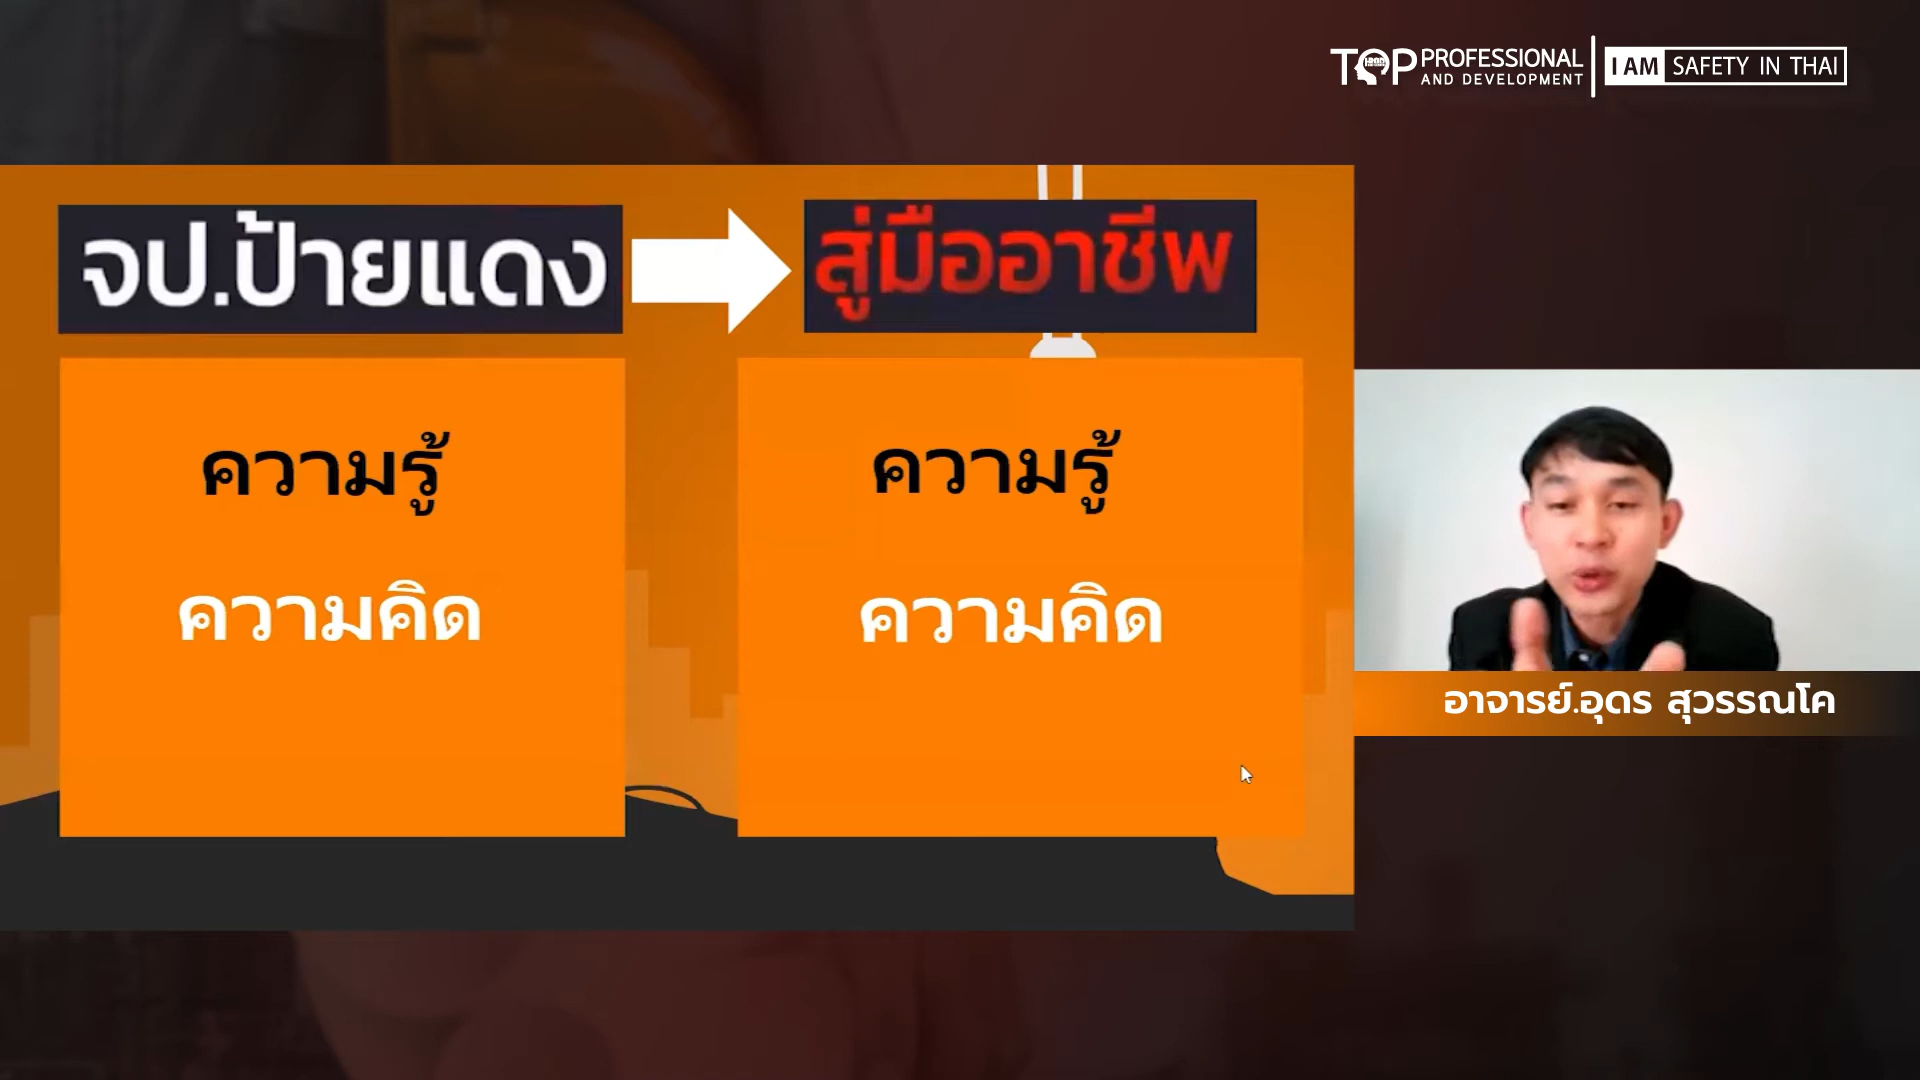 TOP PROFESSIONAL
AND DEVELOPMENT
I AM SAFETY IN THAI
จป.ป้ายแดง
สู่มืออาชีพ
ความรู้
ความคิด
ความรู้
ความคิด
อาจารย์.อุดร สุวรรณโค